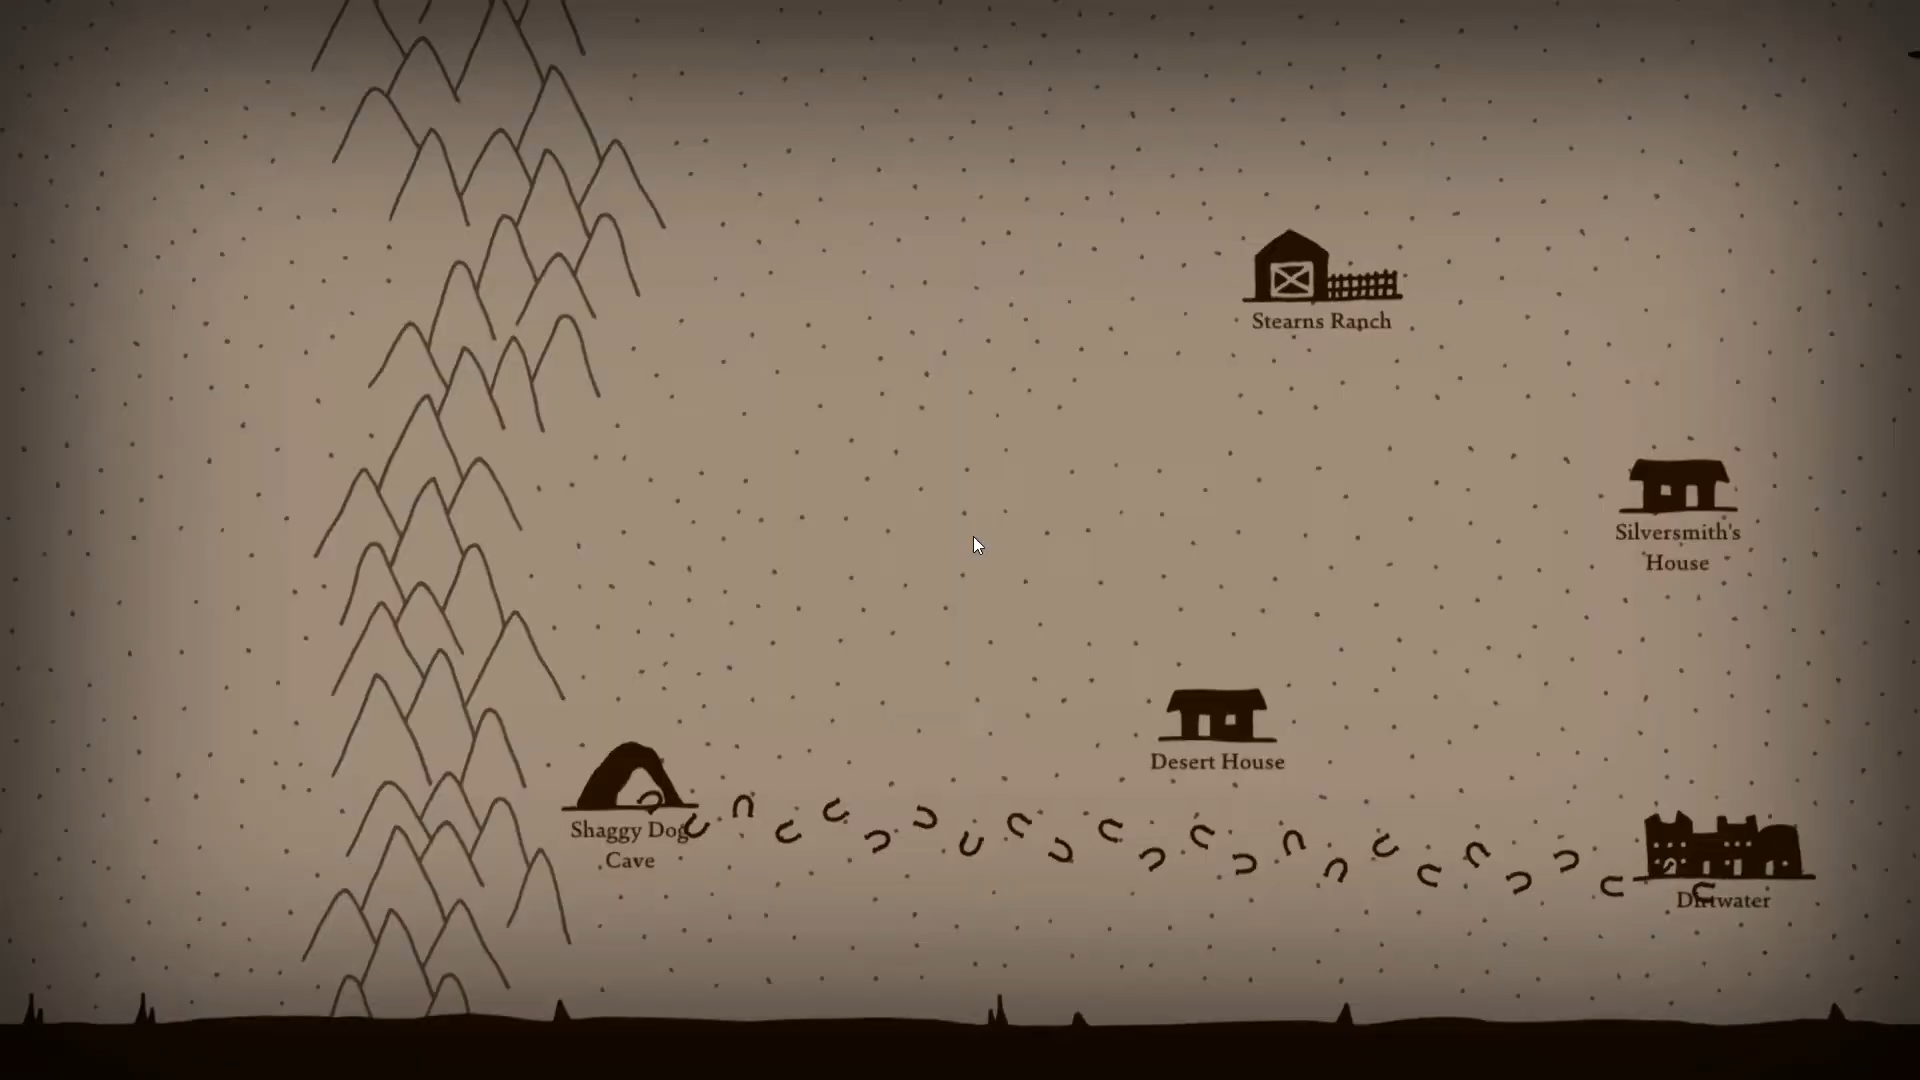 Stearns Ranch
Silversmith's
House
Desert House
Shaggy Dog
Cave
Dirtwater